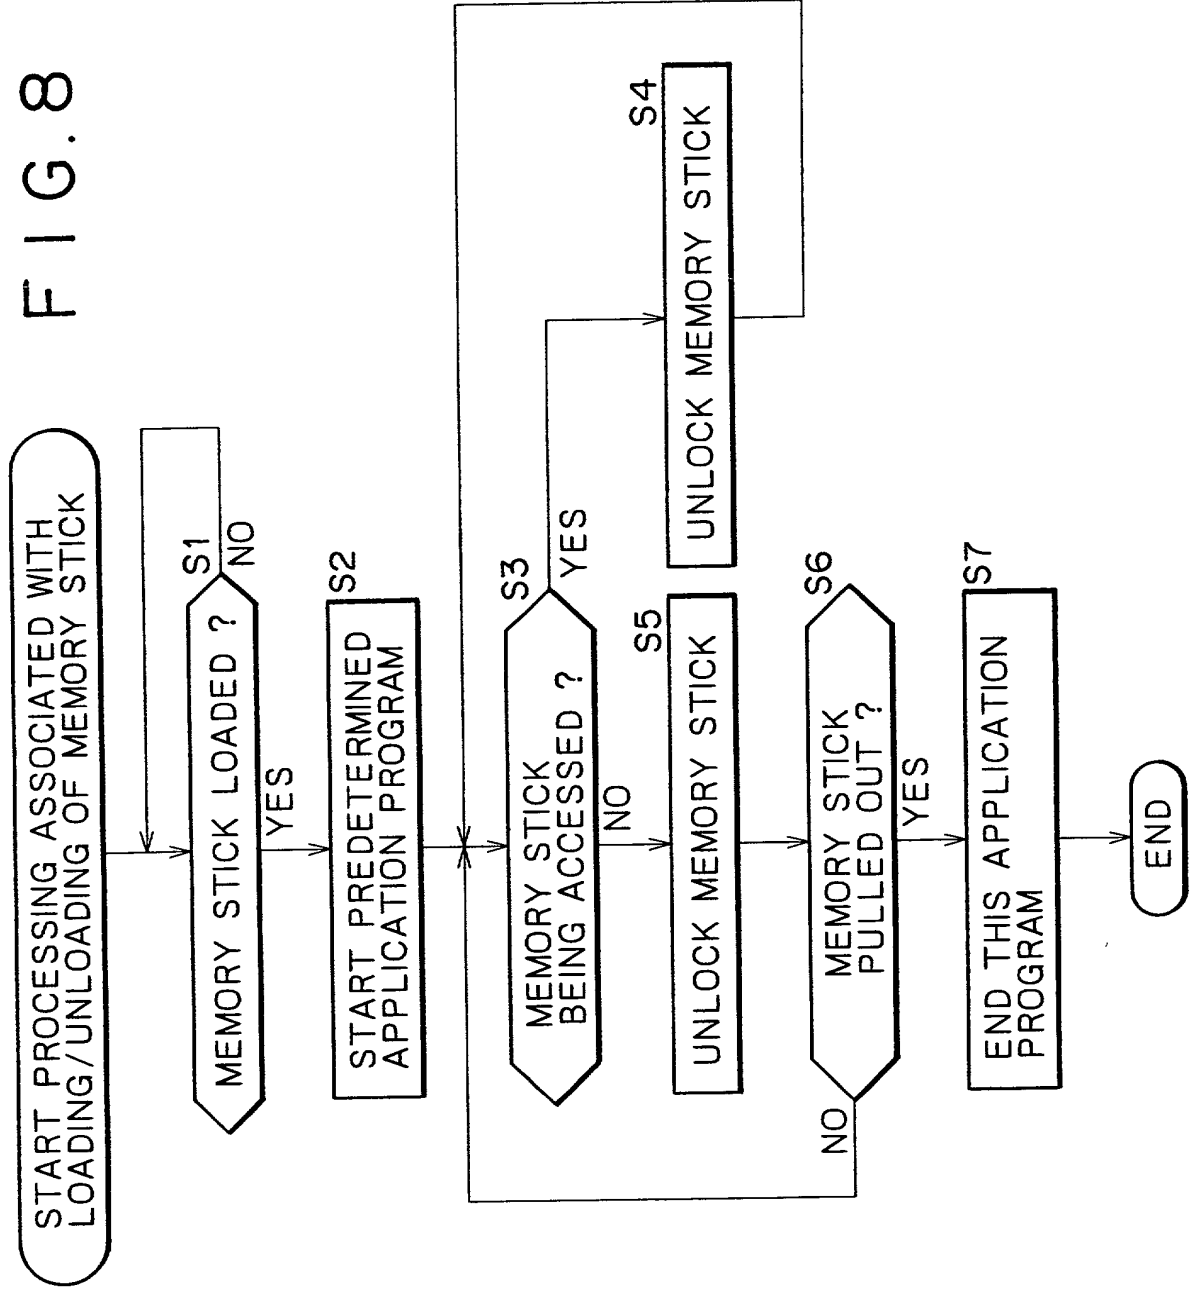 FIG.8
START PROCESSING ASSOCIATED WITH
LOADING/UNLOADING OF MEMORY STICK
S1
MEMORY STICK LOADED ?
NO
YES
S2
START PREDETERMINED
APPLICATION PROGRAM
S3
MEMORY STICK
BEING ACCESSED ?
YES
NO
S4
UNLOCK MEMORY STICK
S5
UNLOCK MEMORY STICK
S6
MEMORY STICK
PULLED OUT ?
NO
YES
S7
END THIS APPLICATION
PROGRAM
END